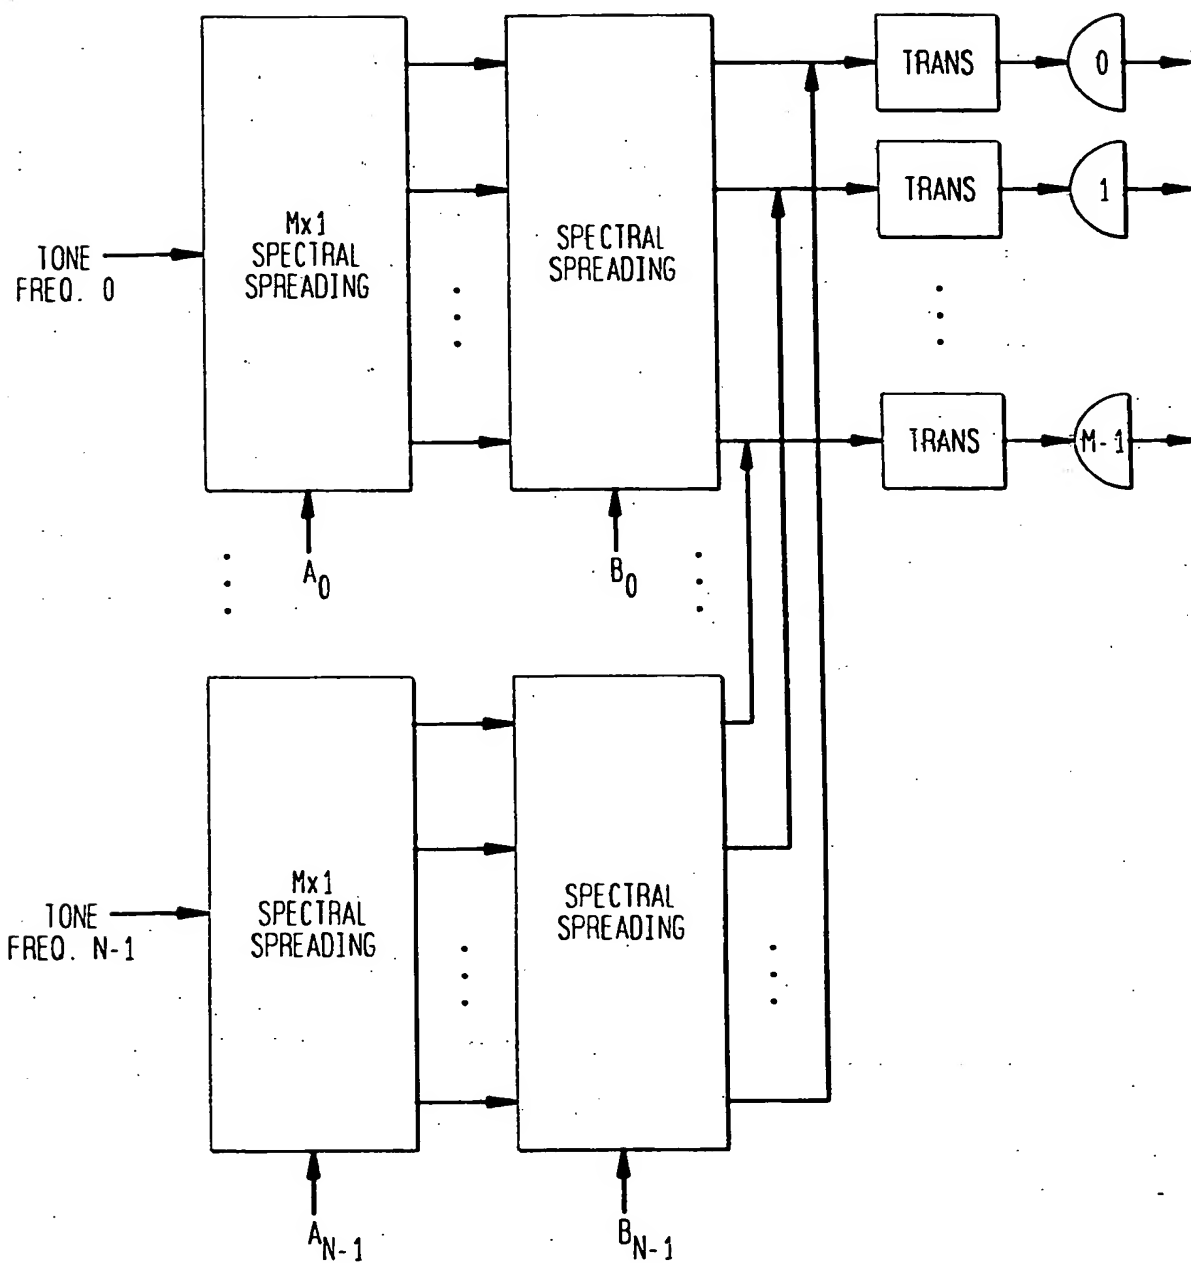 TRANS
0
TRANS
1
Mx1
SPECTRAL
SPREADING
SPECTRAL
SPREADING
TONE
FREQ. 0
TRANS
M-1
A0
B0
Mx1
SPECTRAL
SPREADING
SPECTRAL
SPREADING
TONE
FREQ. N-1
AN-1
BN-1